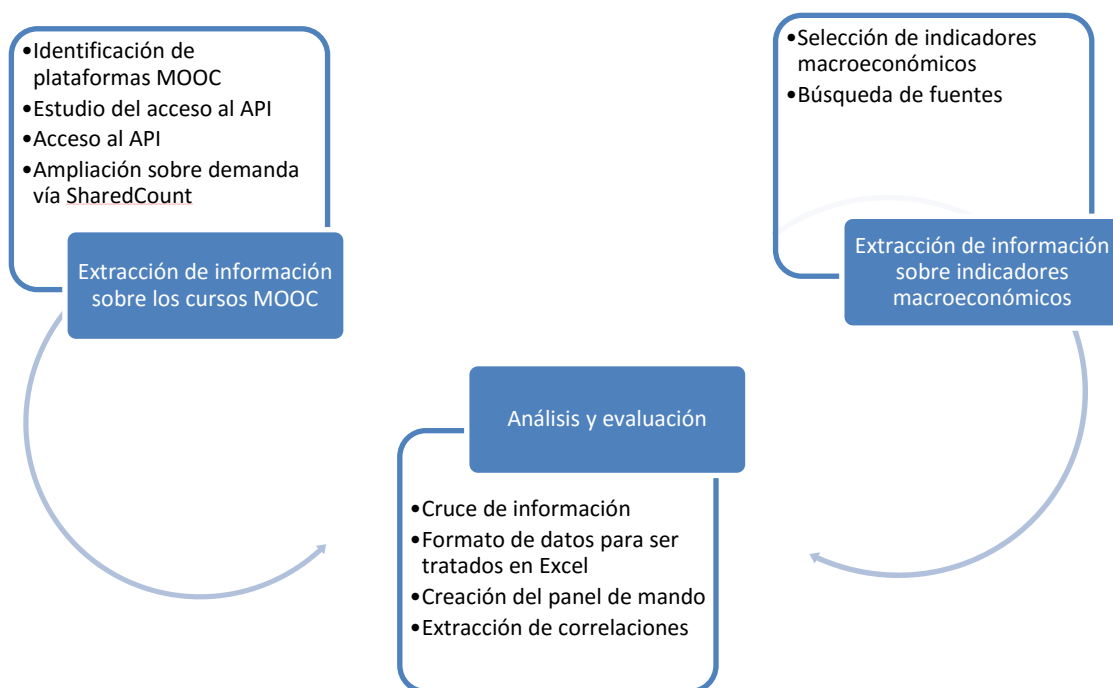 •Identificación de
plataformas MOOC
•Estudio del acceso al API
•Acceso al API
•Ampliación sobre demanda
vía SharedCount
Extracción de información
sobre los cursos MOOC
•Selección de indicadores
macroeconómicos
•Búsqueda de fuentes
Extracción de información
sobre indicadores
macroeconómicos
Análisis y evaluación
•Cruce de información
•Formato de datos para ser
tratados en Excel
•Creación del panel de mando
•Extracción de correlaciones